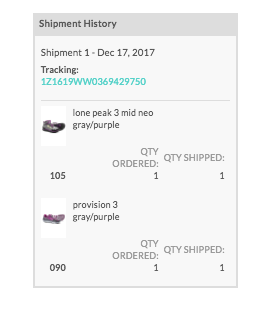 Shipment History
Shipment 1 - Dec 17, 2017
Tracking:
1Z1619WW0369429750
lone peak 3 mid neo
gray/purple
QTY
ORDERED:
QTY SHIPPED:
105
1
1
provision 3
gray/purple
QTY
ORDERED:
QTY SHIPPED:
090
1
1